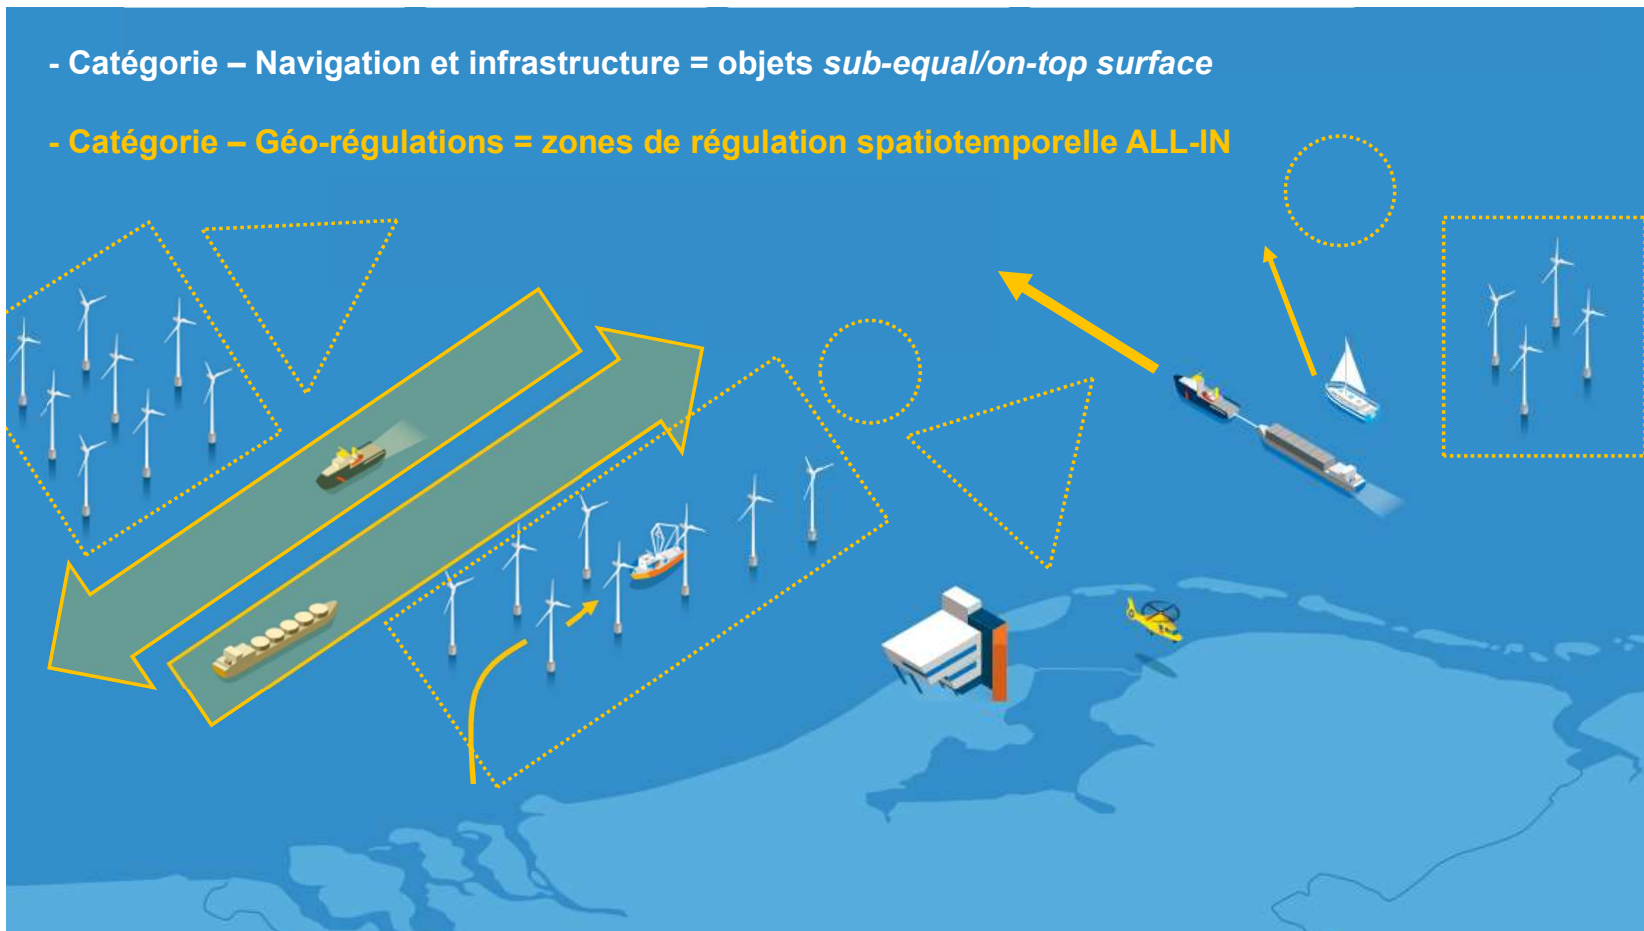 - Catégorie – Navigation et infrastructure = objets sub-equal/on-top surface
- Catégorie – Géo-régulations = zones de régulation spatiotemporelle ALL-IN